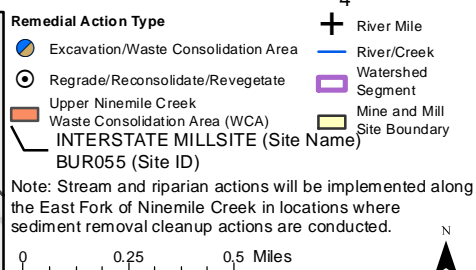 4
Remedial Action Type
Excavation/Waste Consolidation Area
Regrade/Reconsolidate/Revegetate
Upper Ninemile Creek
Waste Consolidation Area (WCA)
INTERSTATE MILLSITE (Site Name)
BUR055 (Site ID)
River Mile
River/Creek
Watershed
Segment
Mine and Mill
Site Boundary
Note: Stream and riparian actions will be implemented along
the East Fork of Ninemile Creek in locations where
sediment removal cleanup actions are conducted.
N
0 0.25 0.5 Miles